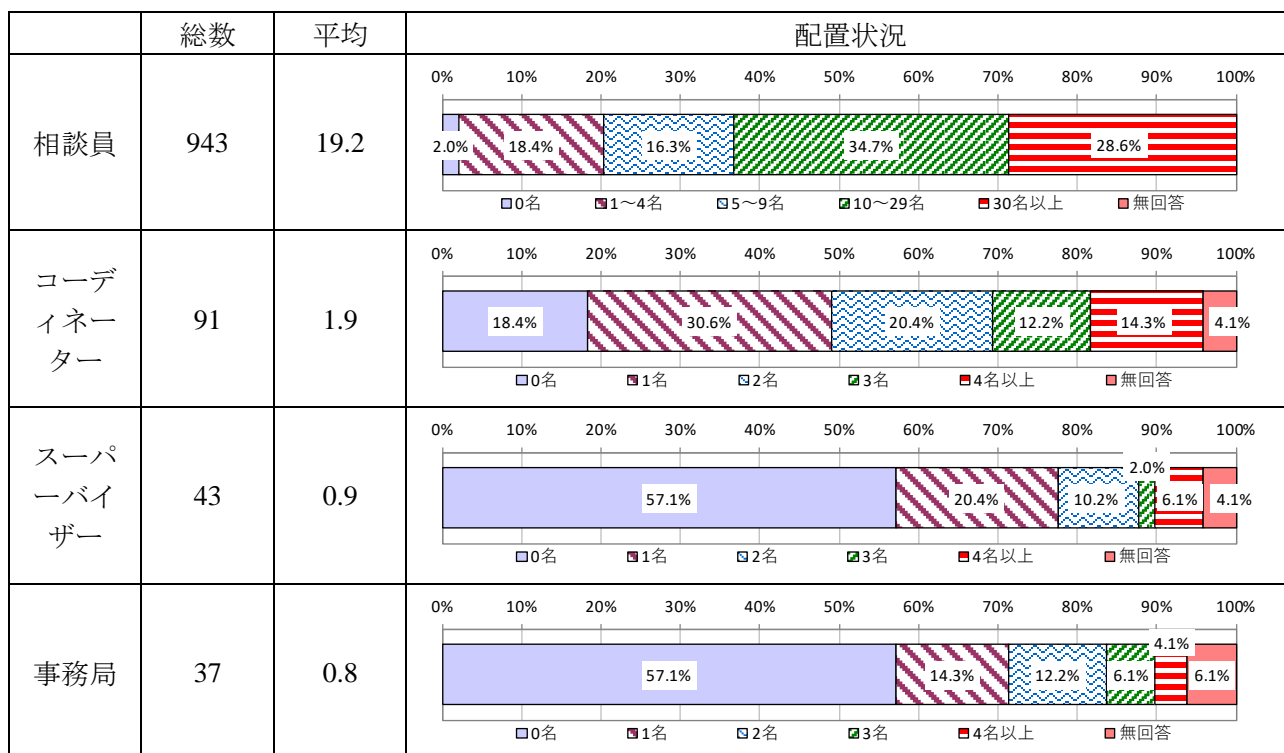 総数 平均 配置状況
0% 10% 20% 30% 40% 50% 60% 70% 80% 90% 100%
相談員 943 19.2
2.0% 18.4% 16.3% 34.7% 28.6%
0名 1～4名 5～9名 10～29名 30名以上 無回答
0% 10% 20% 30% 40% 50% 60% 70% 80% 90% 100%
コーデ
ィネー
ター
91 1.9
18.4% 30.6% 20.4% 12.2% 14.3% 4.1%
0名 1名 2名 3名 4名以上 無回答
0% 10% 20% 30% 40% 50% 60% 70% 80% 90% 100%
スーパ
ーバイ
ザー
43 0.9
57.1% 20.4% 10.2% 2.0% 6.1% 4.1%
0名 1名 2名 3名 4名以上 無回答
0% 10% 20% 30% 40% 50% 60% 70% 80% 90% 100%
事務局 37 0.8
57.1% 14.3% 12.2% 6.1% 4.1% 6.1%
0名 1名 2名 3名 4名以上 無回答